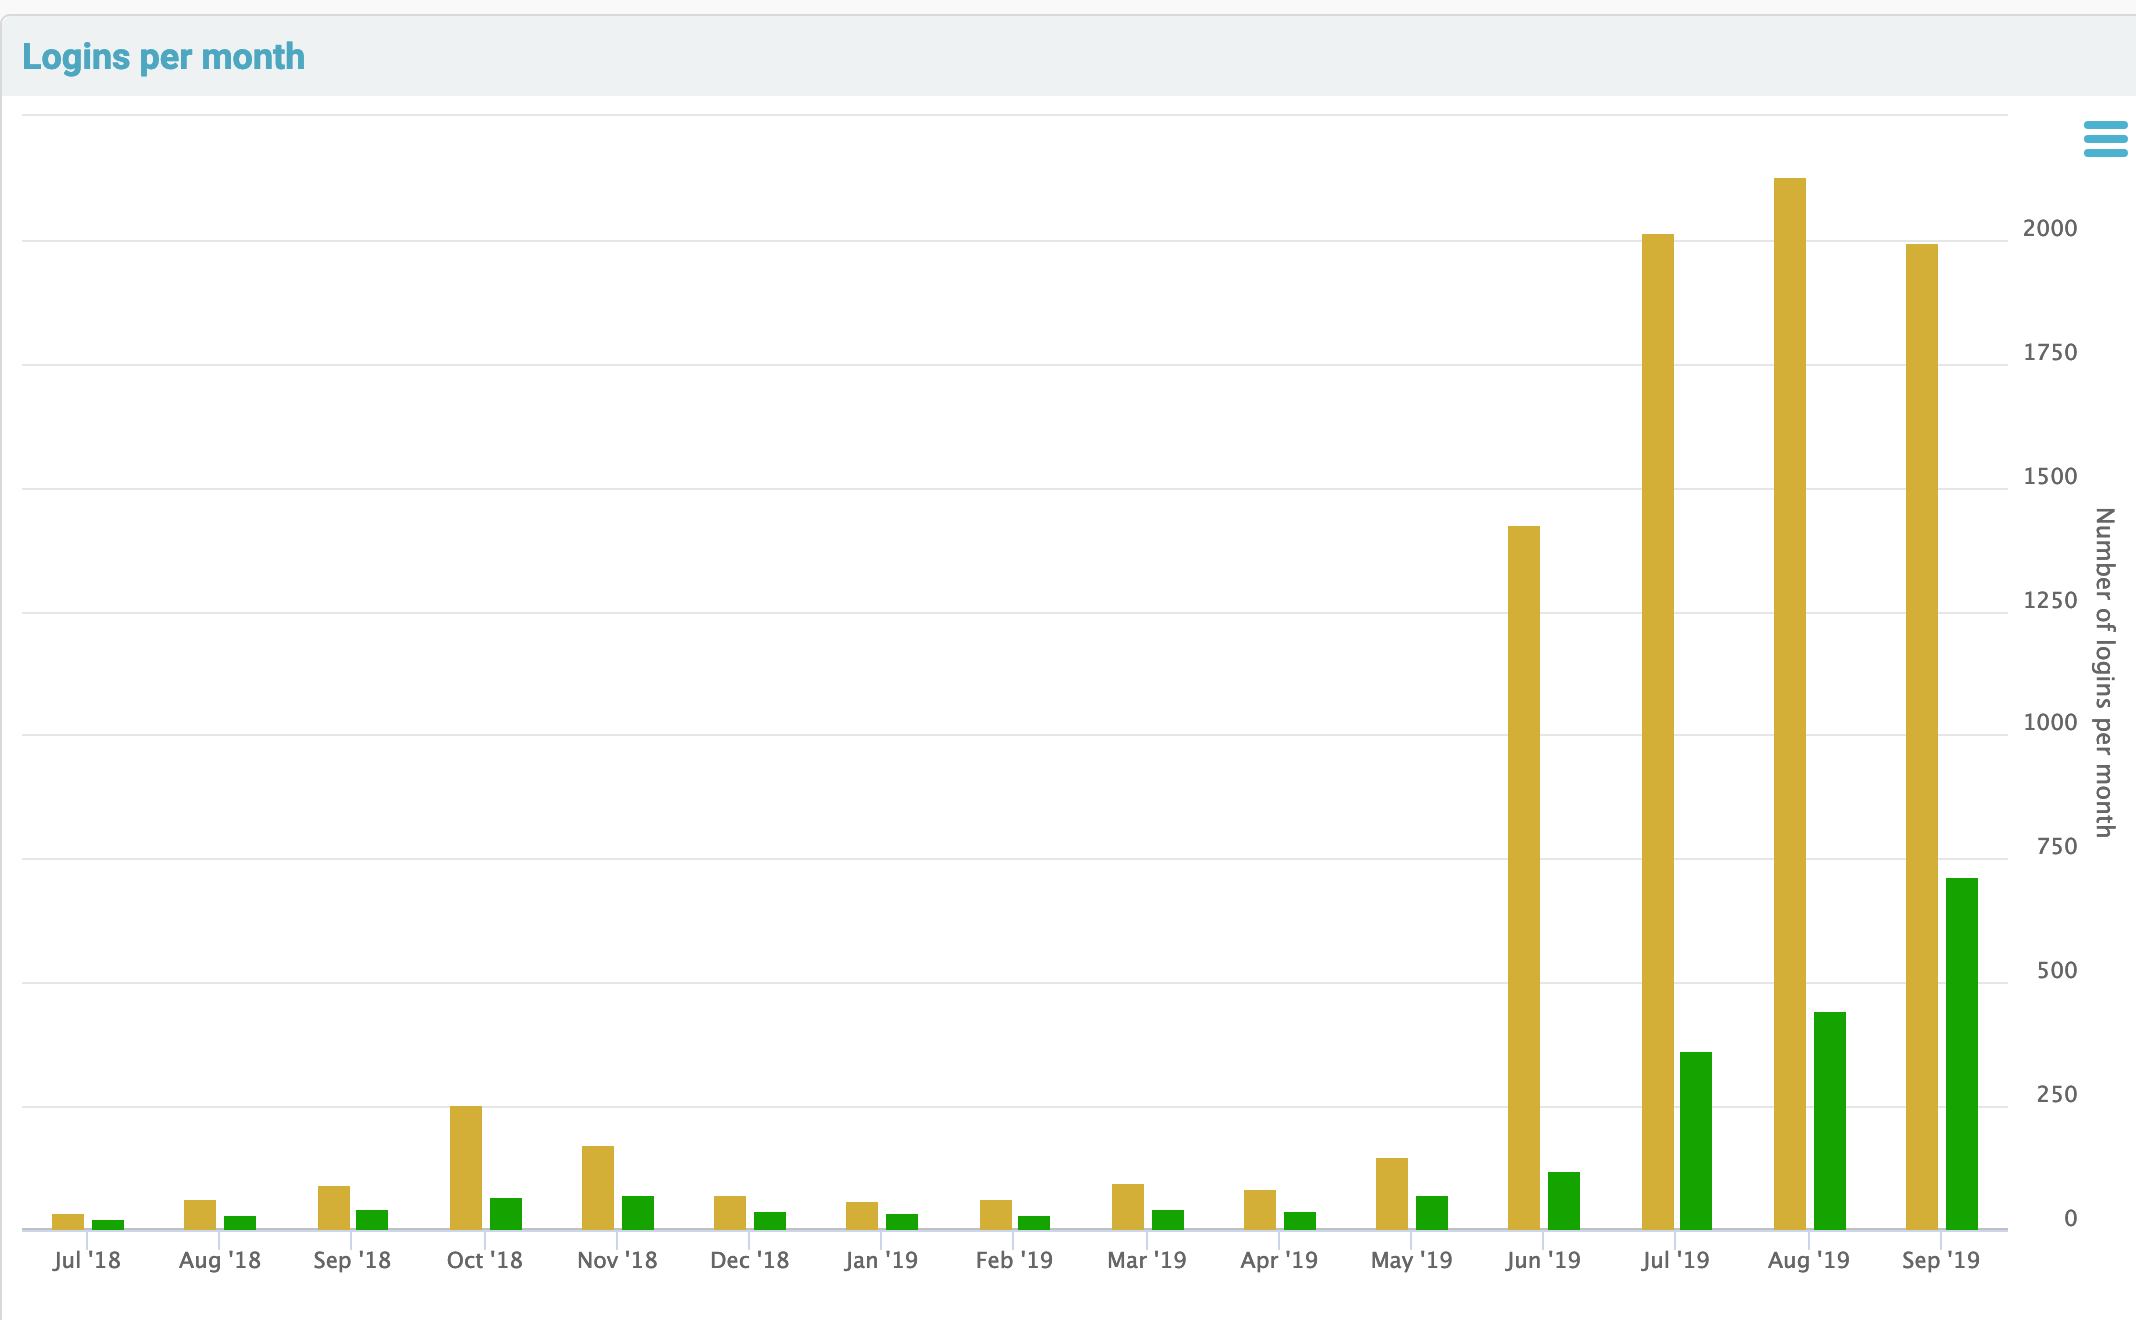 Logins per month
2000
1750
1500
1250
1000
750
500
250
0
Number of logins per month
Jul '18
Aug '18
Sep '18
Oct '18
Nov '18
Dec '18
Jan '19
Feb '19
Mar '19
Apr '19
May '19
Jun '19
Jul '19
Aug '19
Sep '19